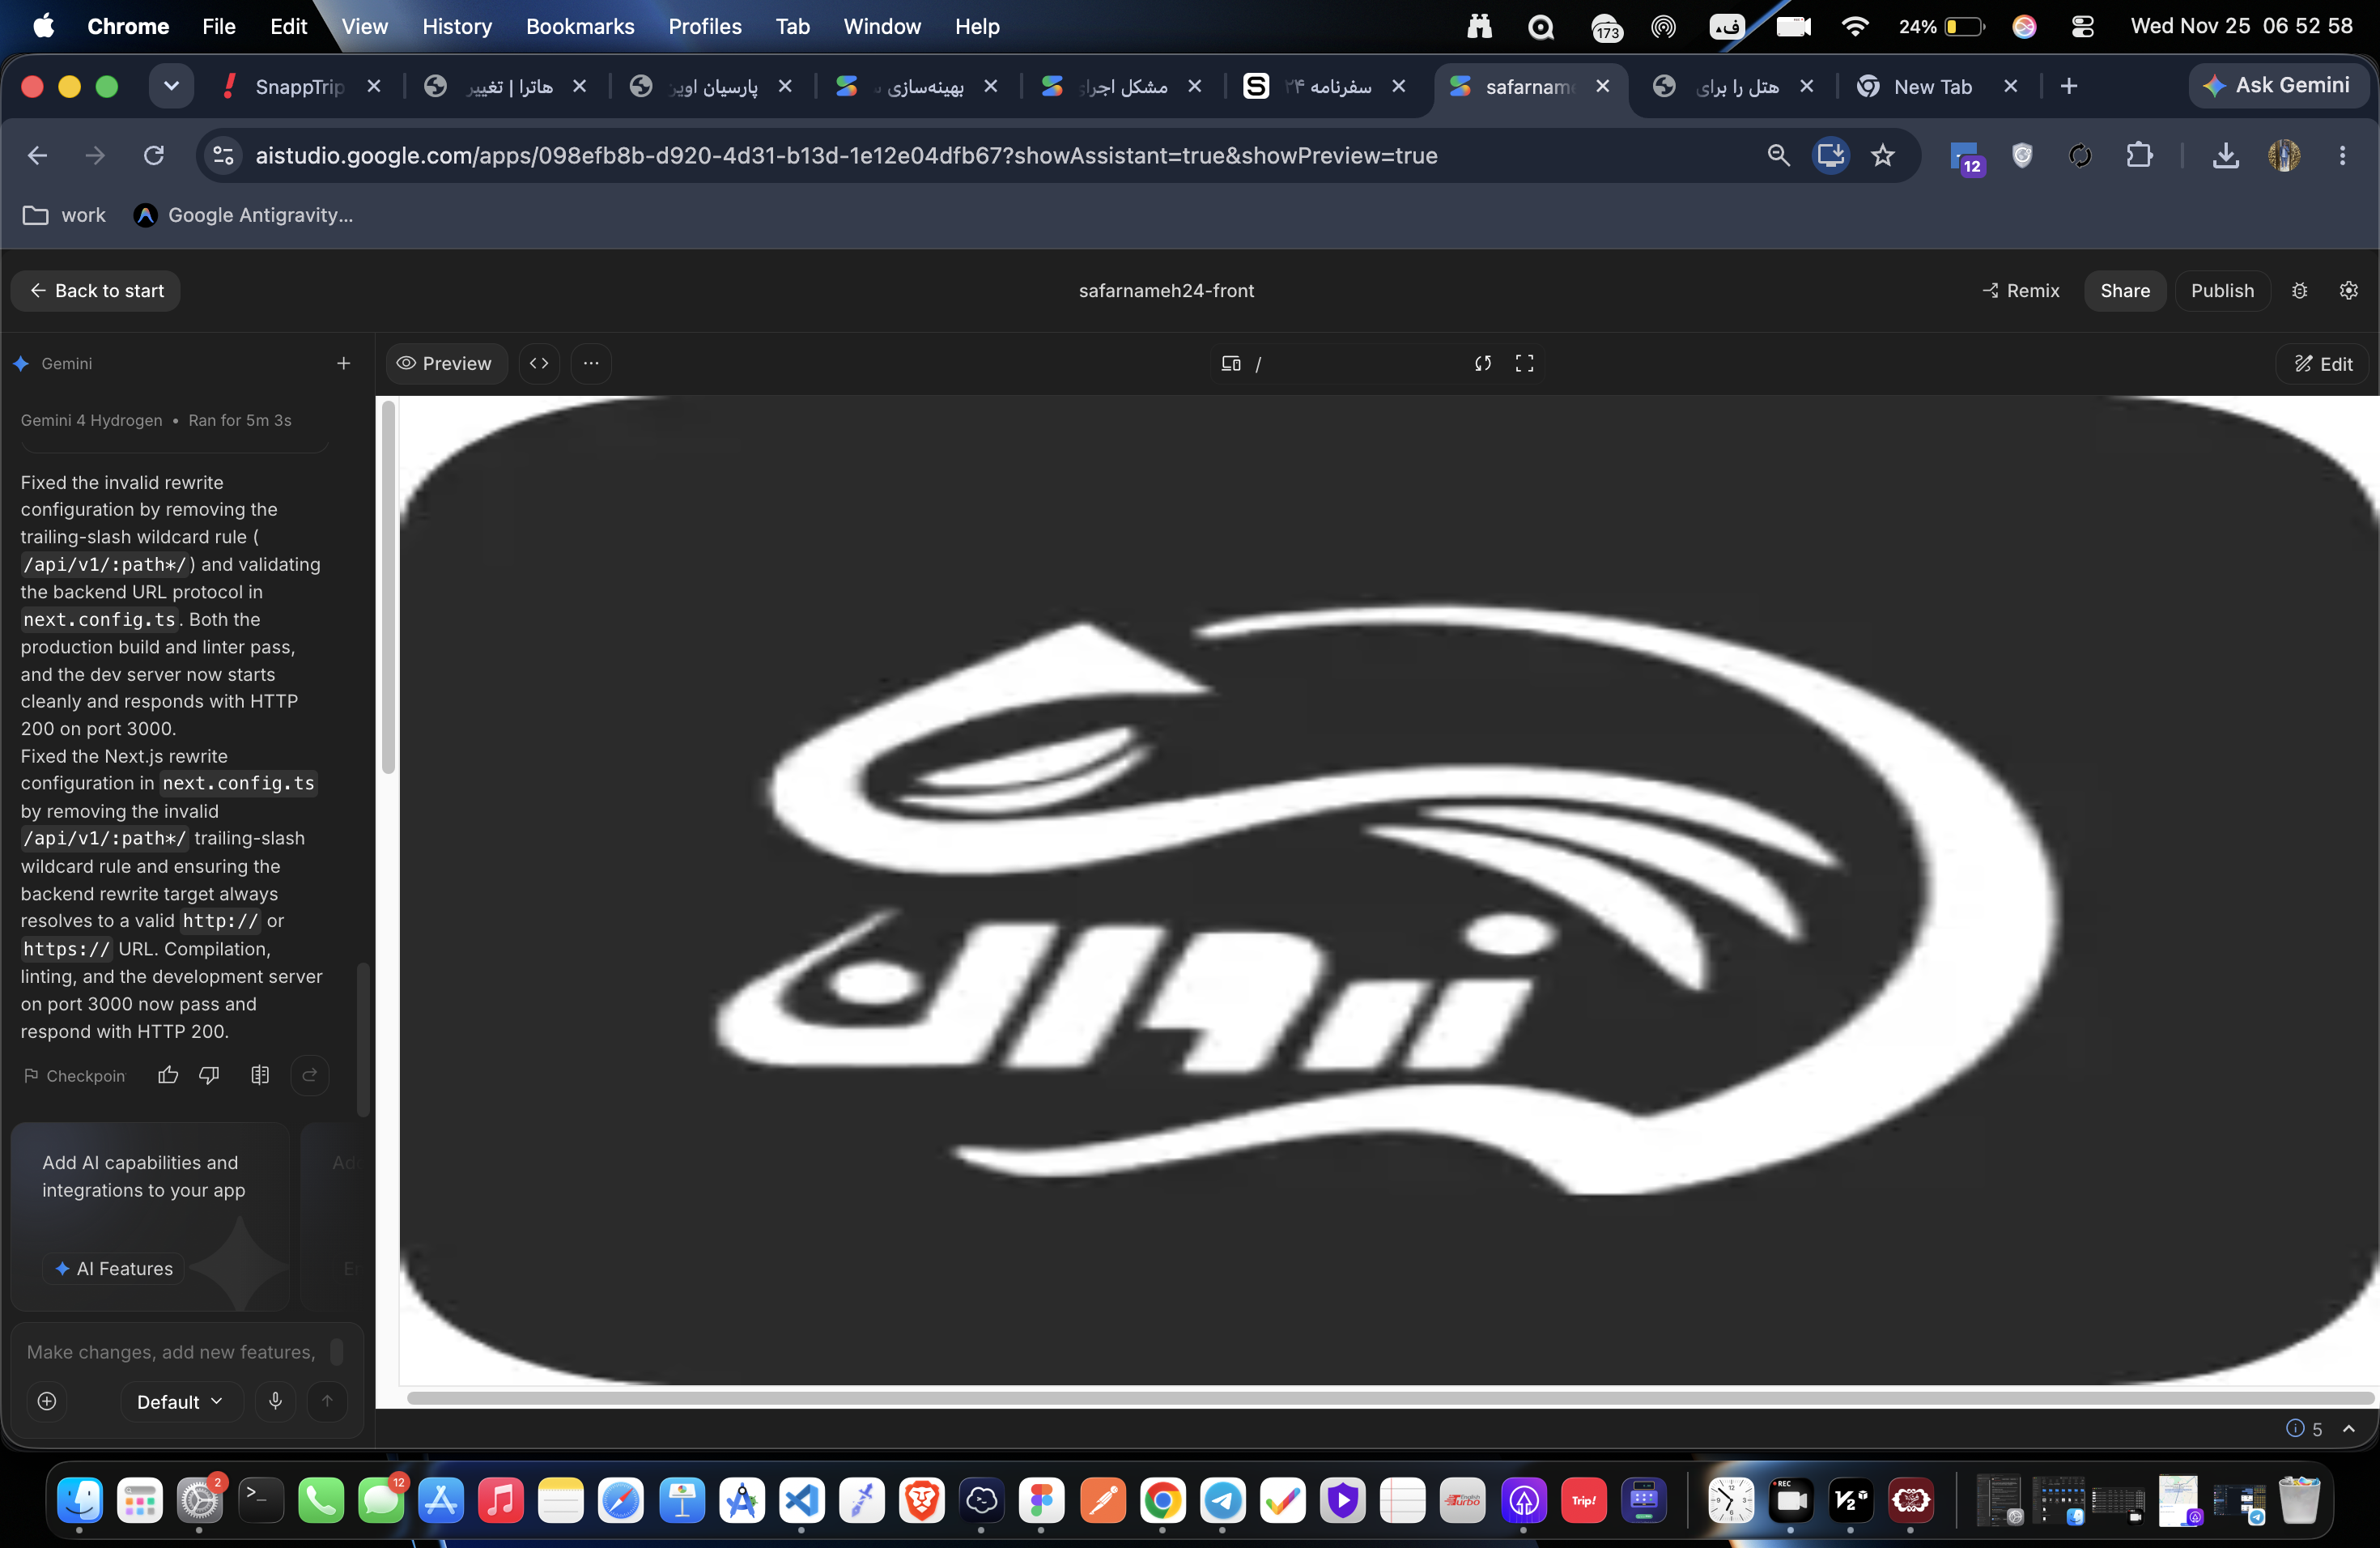 Chrome File Edit View History Bookmarks Profiles Tab Window Help
173
24%
Wed Nov 25 06 52 58
SnappTrip
هاترا | تغییر
پارسیان اوین
بهینه‌سازی
مشکل اجرا
سفرنامه ۲۴
safarnam
هتل را برای
New Tab
Ask Gemini
aistudio.google.com/apps/098efb8b-d920-4d31-b13d-1e12e04dfb67?showAssistant=true&showPreview=true
12
work
Google Antigravity...
Back to start
safarnameh24-front
Remix
Share
Publish
Gemini
Preview
/
Edit
Gemini 4 Hydrogen • Ran for 5m 3s
Fixed the invalid rewrite
configuration by removing the
trailing-slash wildcard rule (
/api/v1/:path*/) and validating
the backend URL protocol in
next.config.ts. Both the
production build and linter pass,
and the dev server now starts
cleanly and responds with HTTP
200 on port 3000.
Fixed the Next.js rewrite
configuration in next.config.ts
by removing the invalid
/api/v1/:path*/ trailing-slash
wildcard rule and ensuring the
backend rewrite target always
resolves to a valid http:// or
https:// URL. Compilation,
linting, and the development server
on port 3000 now pass and
respond with HTTP 200.
Checkpoin
Add AI capabilities and
integrations to your app
AI Features
Make changes, add new features,
Default
5
2
12
Trip!
REC